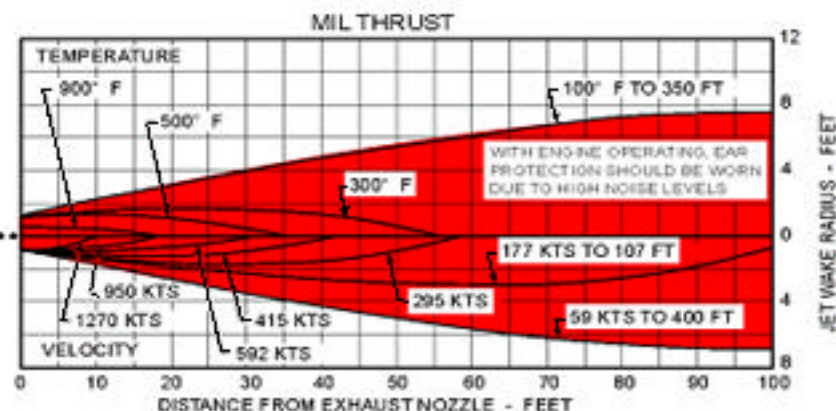 MIL THRUST
TEMPERATURE
900° F
500° F
300° F
100° F TO 350 FT
WITH ENGINE OPERATING, EAR
PROTECTION SHOULD BE WORN
DUE TO HIGH NOISE LEVELS
177 KTS TO 107 FT
950 KTS
1270 KTS
295 KTS
415 KTS
592 KTS
59 KTS TO 400 FT
VELOCITY
12
8
4
0
4
8
JET WAKE RADIUS - FEET
0 10 20 30 40 50 60 70 80 90 100
DISTANCE FROM EXHAUST NOZZLE - FEET